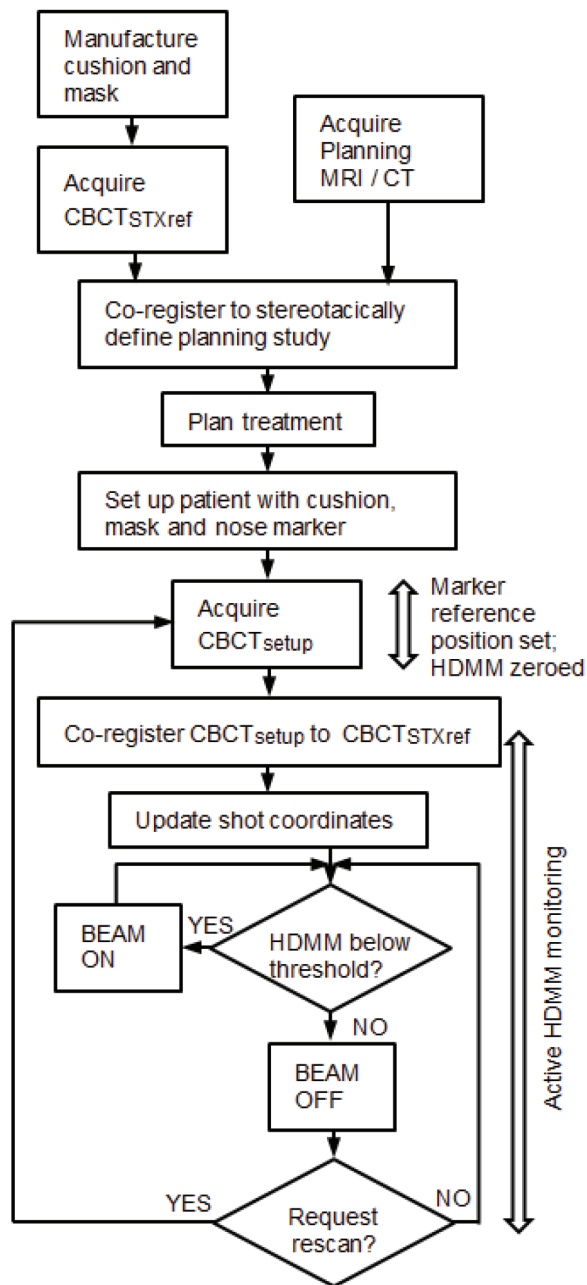 Manufacture
cushion and
mask
Acquire
Planning
MRI / CT
Acquire
CBCTSTXref
Co-register to stereotacically
define planning study
Plan treatment
Set up patient with cushion,
mask and nose marker
Acquire
CBCTsetup
Marker
reference
position set;
HDMM zeroed
Co-register CBCTsetup to CBCTSTXref
Update shot coordinates
BEAM
ON
YES
HDMM below
threshold?
NO
BEAM
OFF
Active HDMM monitoring
YES
NO
Request
rescan?